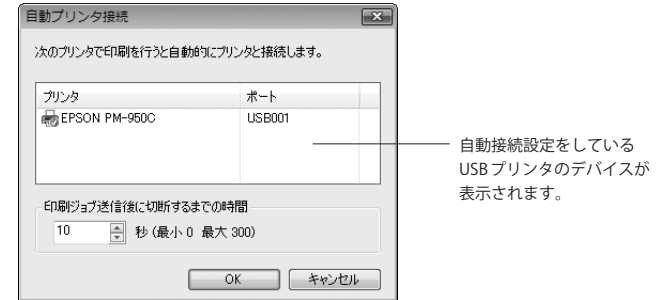 自動プリンタ接続
次のプリンタで印刷を行うと自動的にプリンタと接続します。
プリンタ ポート
EPSON PM-950C USB001
自動接続設定をしている
USBプリンタのデバイスが
表示されます。
印刷ジョブ送信後に切断するまでの時間
10 秒 (最小 0 最大 300)
OK キャンセル